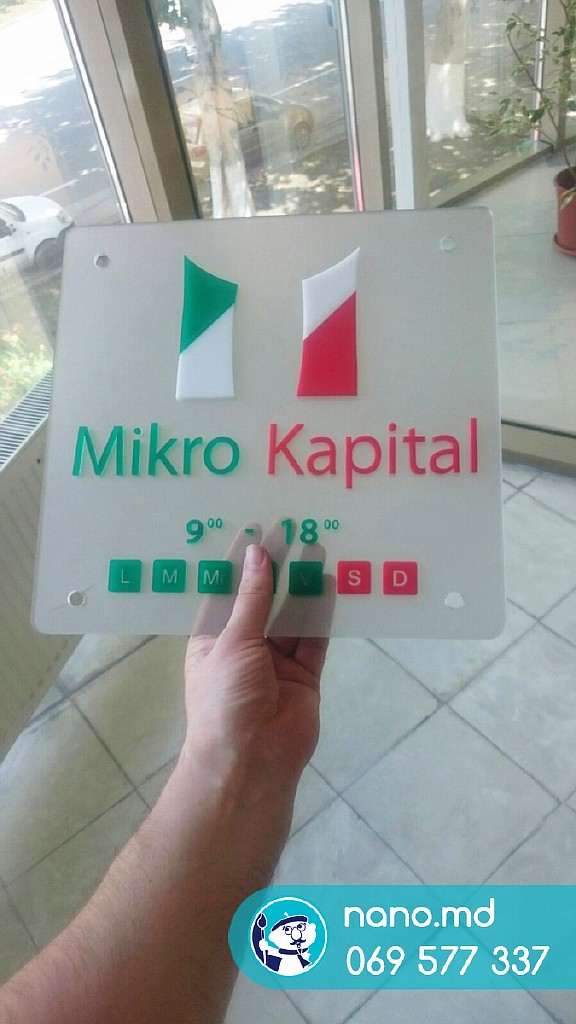 Mikro Kapital
9⁰⁰ - 18⁰⁰
L M M V S D
nano.md
069 577 337